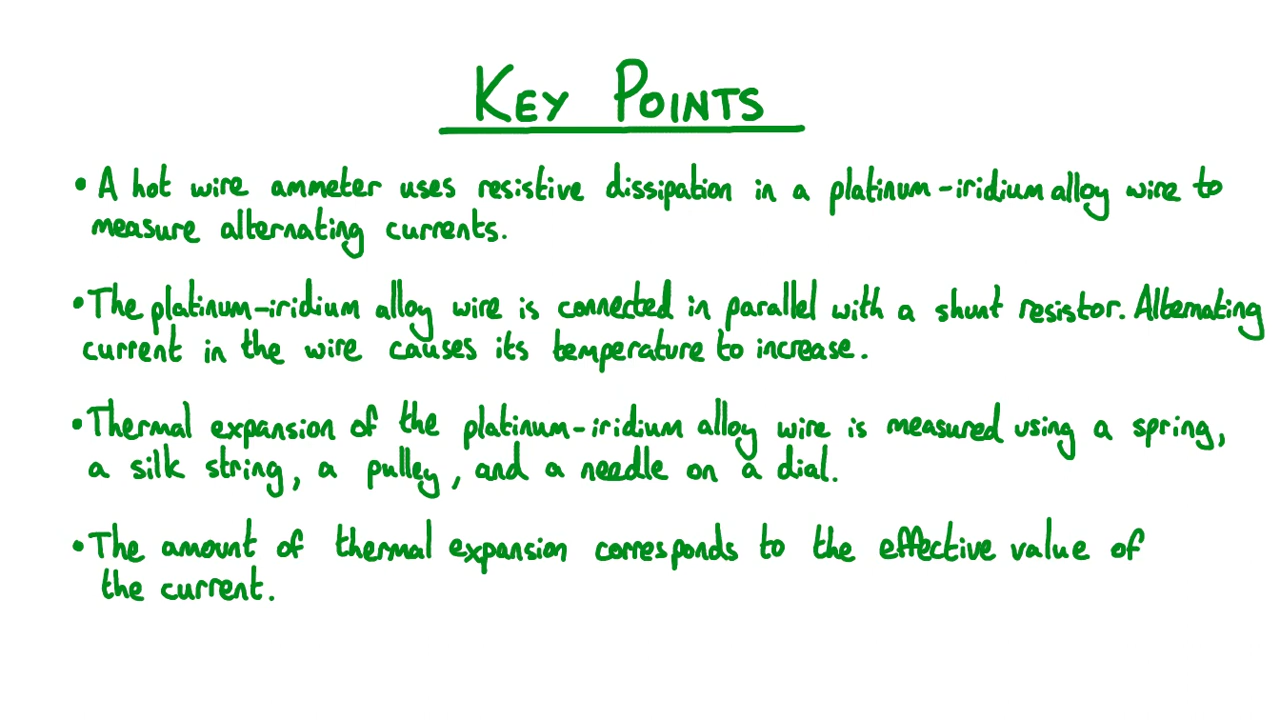 KEY POINTS
• A hot wire ammeter uses resistive dissipation in a platinum-iridium alloy wire to
measure alternating currents.
• The platinum-iridium alloy wire is connected in parallel with a shunt resistor. Alternating
current in the wire causes its temperature to increase.
• Thermal expansion of the platinum-iridium alloy wire is measured using a spring,
a silk string, a pulley, and a needle on a dial.
• The amount of thermal expansion corresponds to the effective value of
the current.